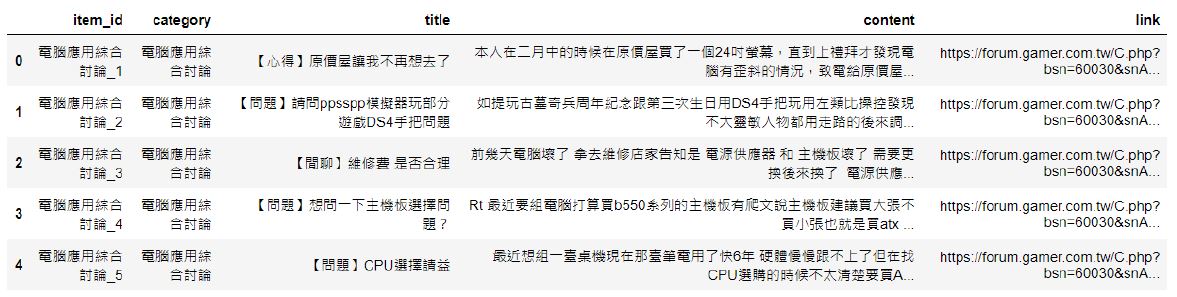 item_id category title content link
0 電腦應用綜合討論_1 電腦應用綜合討論 【心得】原價屋讓我不再想去了 本人在二月中的時候在原價屋買了一個24吋螢幕，直到上禮拜才發現電腦有歪斜的情況，致電給原價屋... https://forum.gamer.com.tw/C.php?bsn=60030&snA...
1 電腦應用綜合討論_2 電腦應用綜合討論 【問題】請問ppsspp模擬器玩部分遊戲DS4手把問題 如提玩古墓奇兵周年紀念跟第三次生日用DS4手把玩用左類比操控發現不太靈敏人物都用走路的後來調... https://forum.gamer.com.tw/C.php?bsn=60030&snA...
2 電腦應用綜合討論_3 電腦應用綜合討論 【閒聊】維修費 是否合理 前幾天電腦壞了 拿去維修店家告知是 電源供應器 和 主機板壞了 需要更換後來換了 電源供應... https://forum.gamer.com.tw/C.php?bsn=60030&snA...
3 電腦應用綜合討論_4 電腦應用綜合討論 【問題】想問一下主機板選擇問題？ Rt 最近要組電腦打算買b550系列的主機板有爬文說主機板建議買大張不買小張也就是買atx ... https://forum.gamer.com.tw/C.php?bsn=60030&snA...
4 電腦應用綜合討論_5 電腦應用綜合討論 【問題】CPU選擇請益 最近想組一臺桌機現在那臺筆電用了快6年 硬體慢慢跟不上了但在找CPU選購的時候不太清楚要買A... https://forum.gamer.com.tw/C.php?bsn=60030&snA...